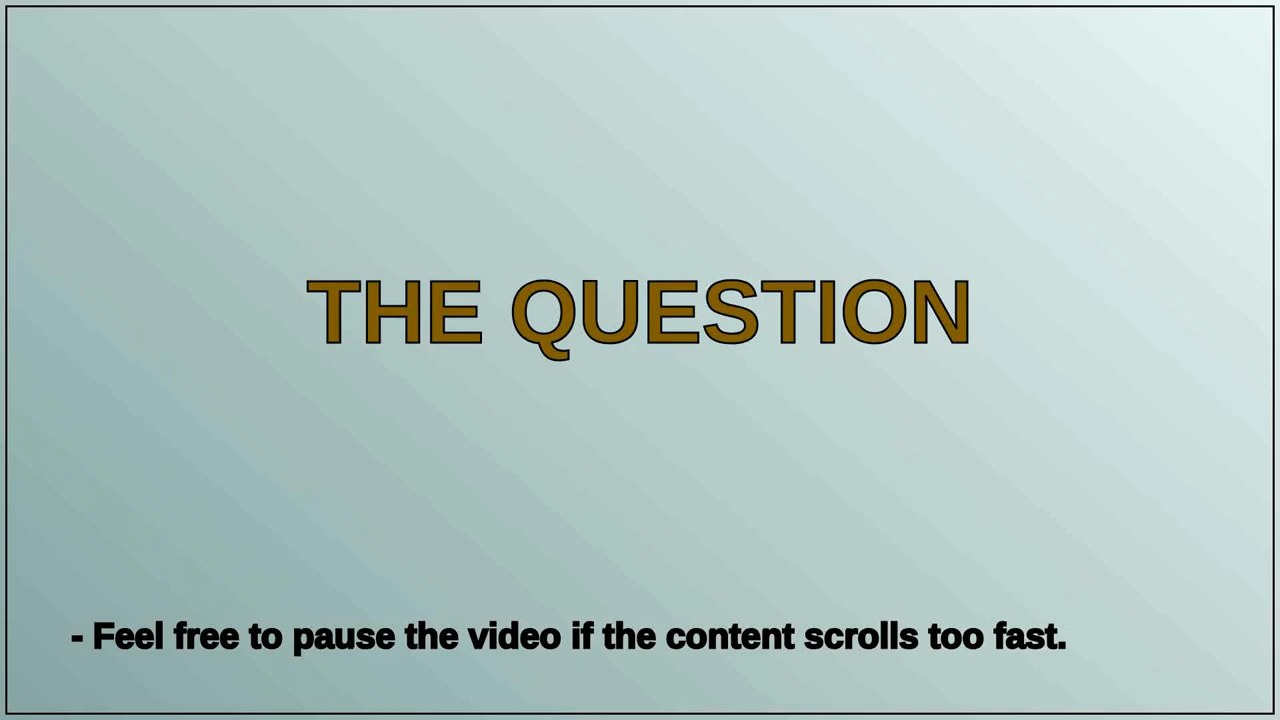 THE QUESTION
- Feel free to pause the video if the content scrolls too fast.